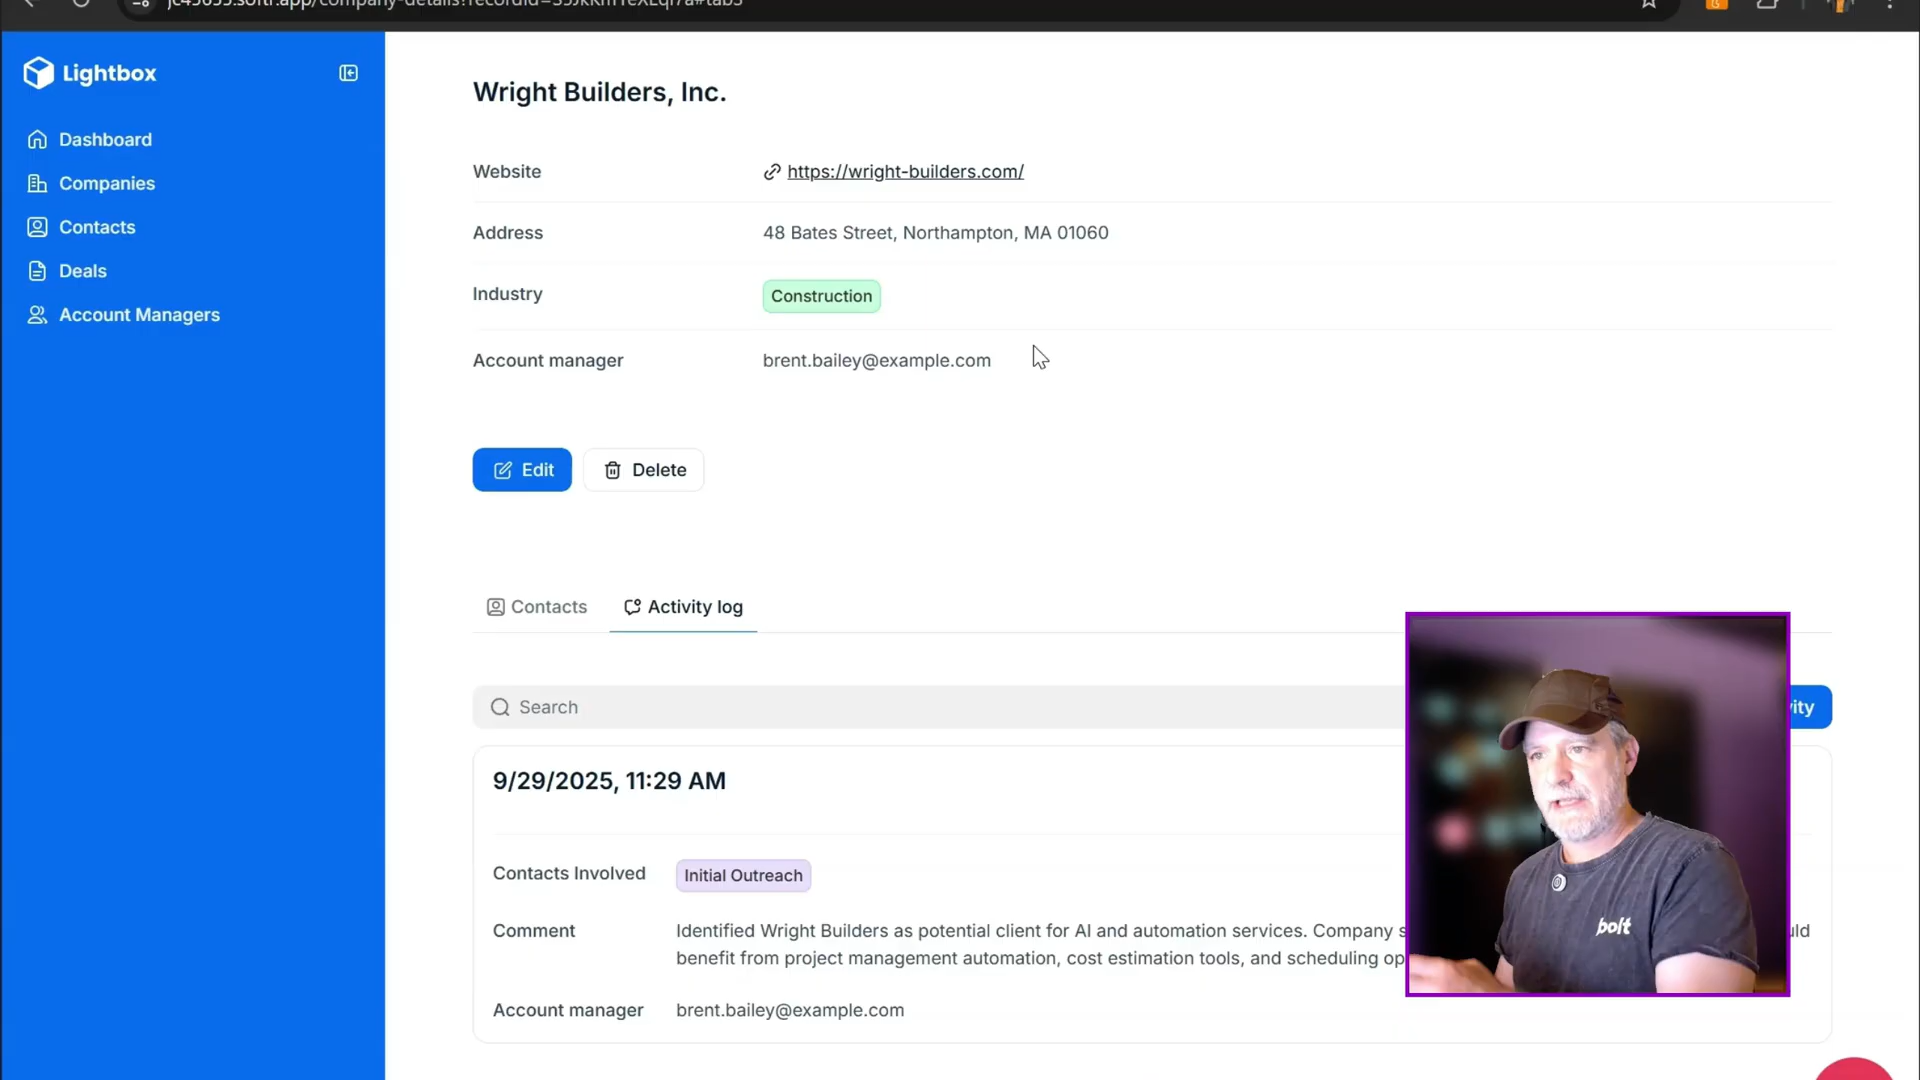 Lightbox
Dashboard
Companies
Contacts
Deals
Account Managers
Wright Builders, Inc.
Website
https://wright-builders.com/
Address
48 Bates Street, Northampton, MA 01060
Industry
Construction
Account manager
brent.bailey@example.com
Edit
Delete
Contacts
Activity log
Search
ity
9/29/2025, 11:29 AM
Contacts Involved
Initial Outreach
Comment
Identified Wright Builders as potential client for AI and automation services. Company s uld
benefit from project management automation, cost estimation tools, and scheduling op
Account manager
brent.bailey@example.com
bolt